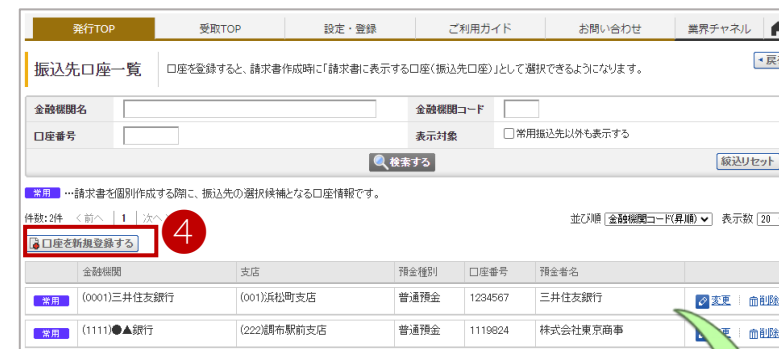 発行TOP 受取TOP 設定・登録 ご利用ガイド お問い合わせ 業界チャネル
振込先口座一覧 口座を登録すると、請求書作成時に「請求書に表示する口座(振込先口座)」として選択できるようになります。
金融機関名 金融機関コード
口座番号 表示対象 常用振込先以外も表示する
検索する 絞込リセット
常用 …請求書を個別作成する際に、振込先の選択候補となる口座情報です。
件数:2件 <前へ | 1 | 次へ 並び順 金融機関コード(昇順) 表示数 20
口座を新規登録する 4
金融機関 支店 預金種別 口座番号 預金者名
常用 (0001)三井住友銀行 (001)浜松町支店 普通預金 1234567 三井住友銀行 変更 削除
常用 (1111)●▲銀行 (222)調布駅前支店 普通預金 1119824 株式会社東京商事 削除